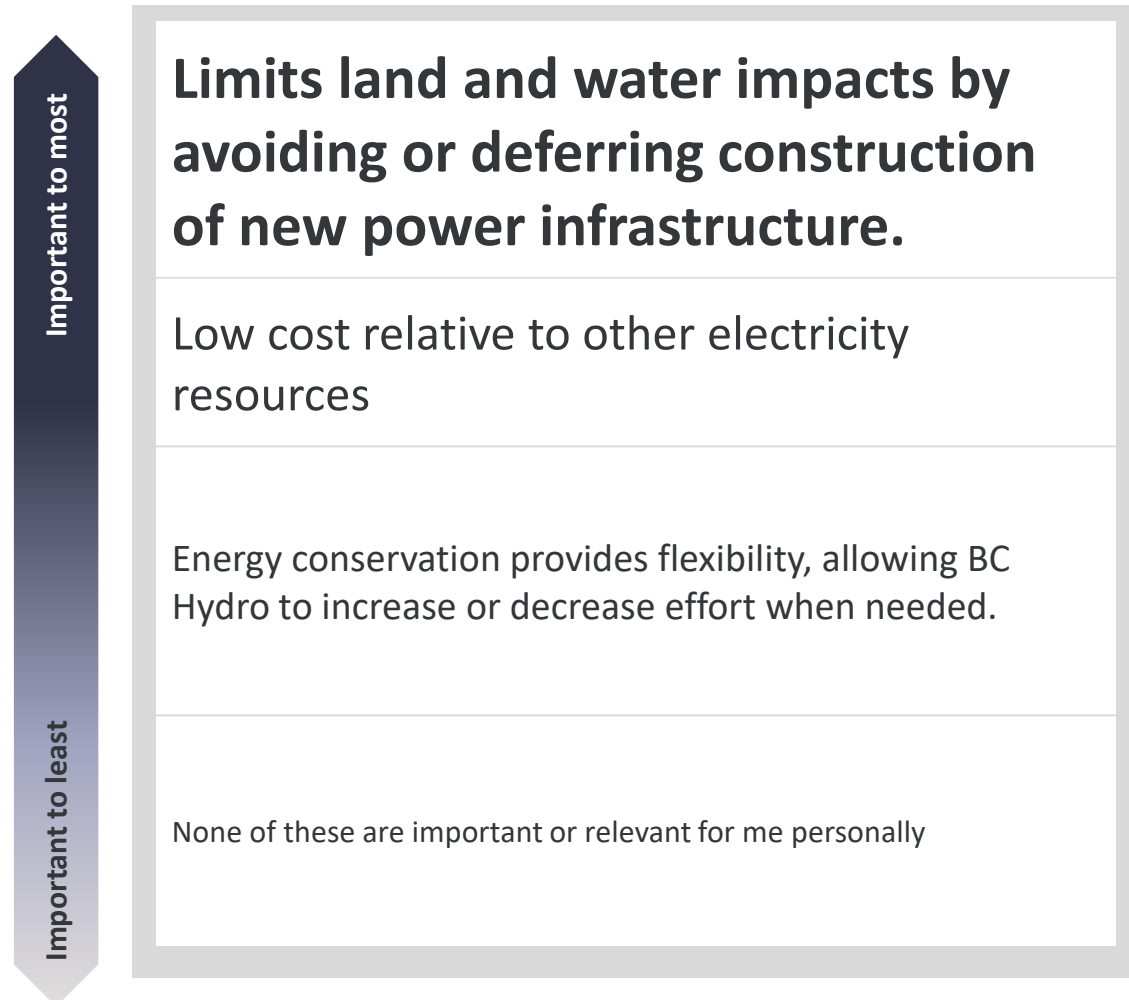 Important to most
Limits land and water impacts by
avoiding or deferring construction
of new power infrastructure.
Low cost relative to other electricity
resources
Energy conservation provides flexibility, allowing BC
Hydro to increase or decrease effort when needed.
Important to least
None of these are important or relevant for me personally